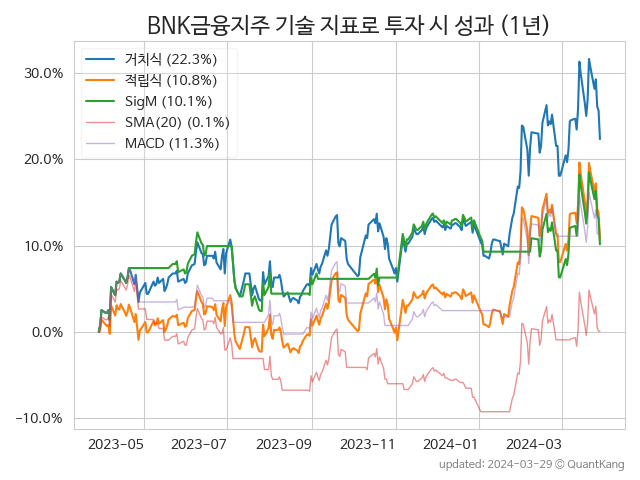 BNK금융지주 기술 지표로 투자 시 성과 (1년)
거치식 (22.3%)
적립식 (10.8%)
SigM (10.1%)
SMA(20) (0.1%)
MACD (11.3%)
30.0%
20.0%
10.0%
0.0%
−10.0%
2023-05 2023-07 2023-09 2023-11 2024-01 2024-03
updated: 2024-03-29 © QuantKang